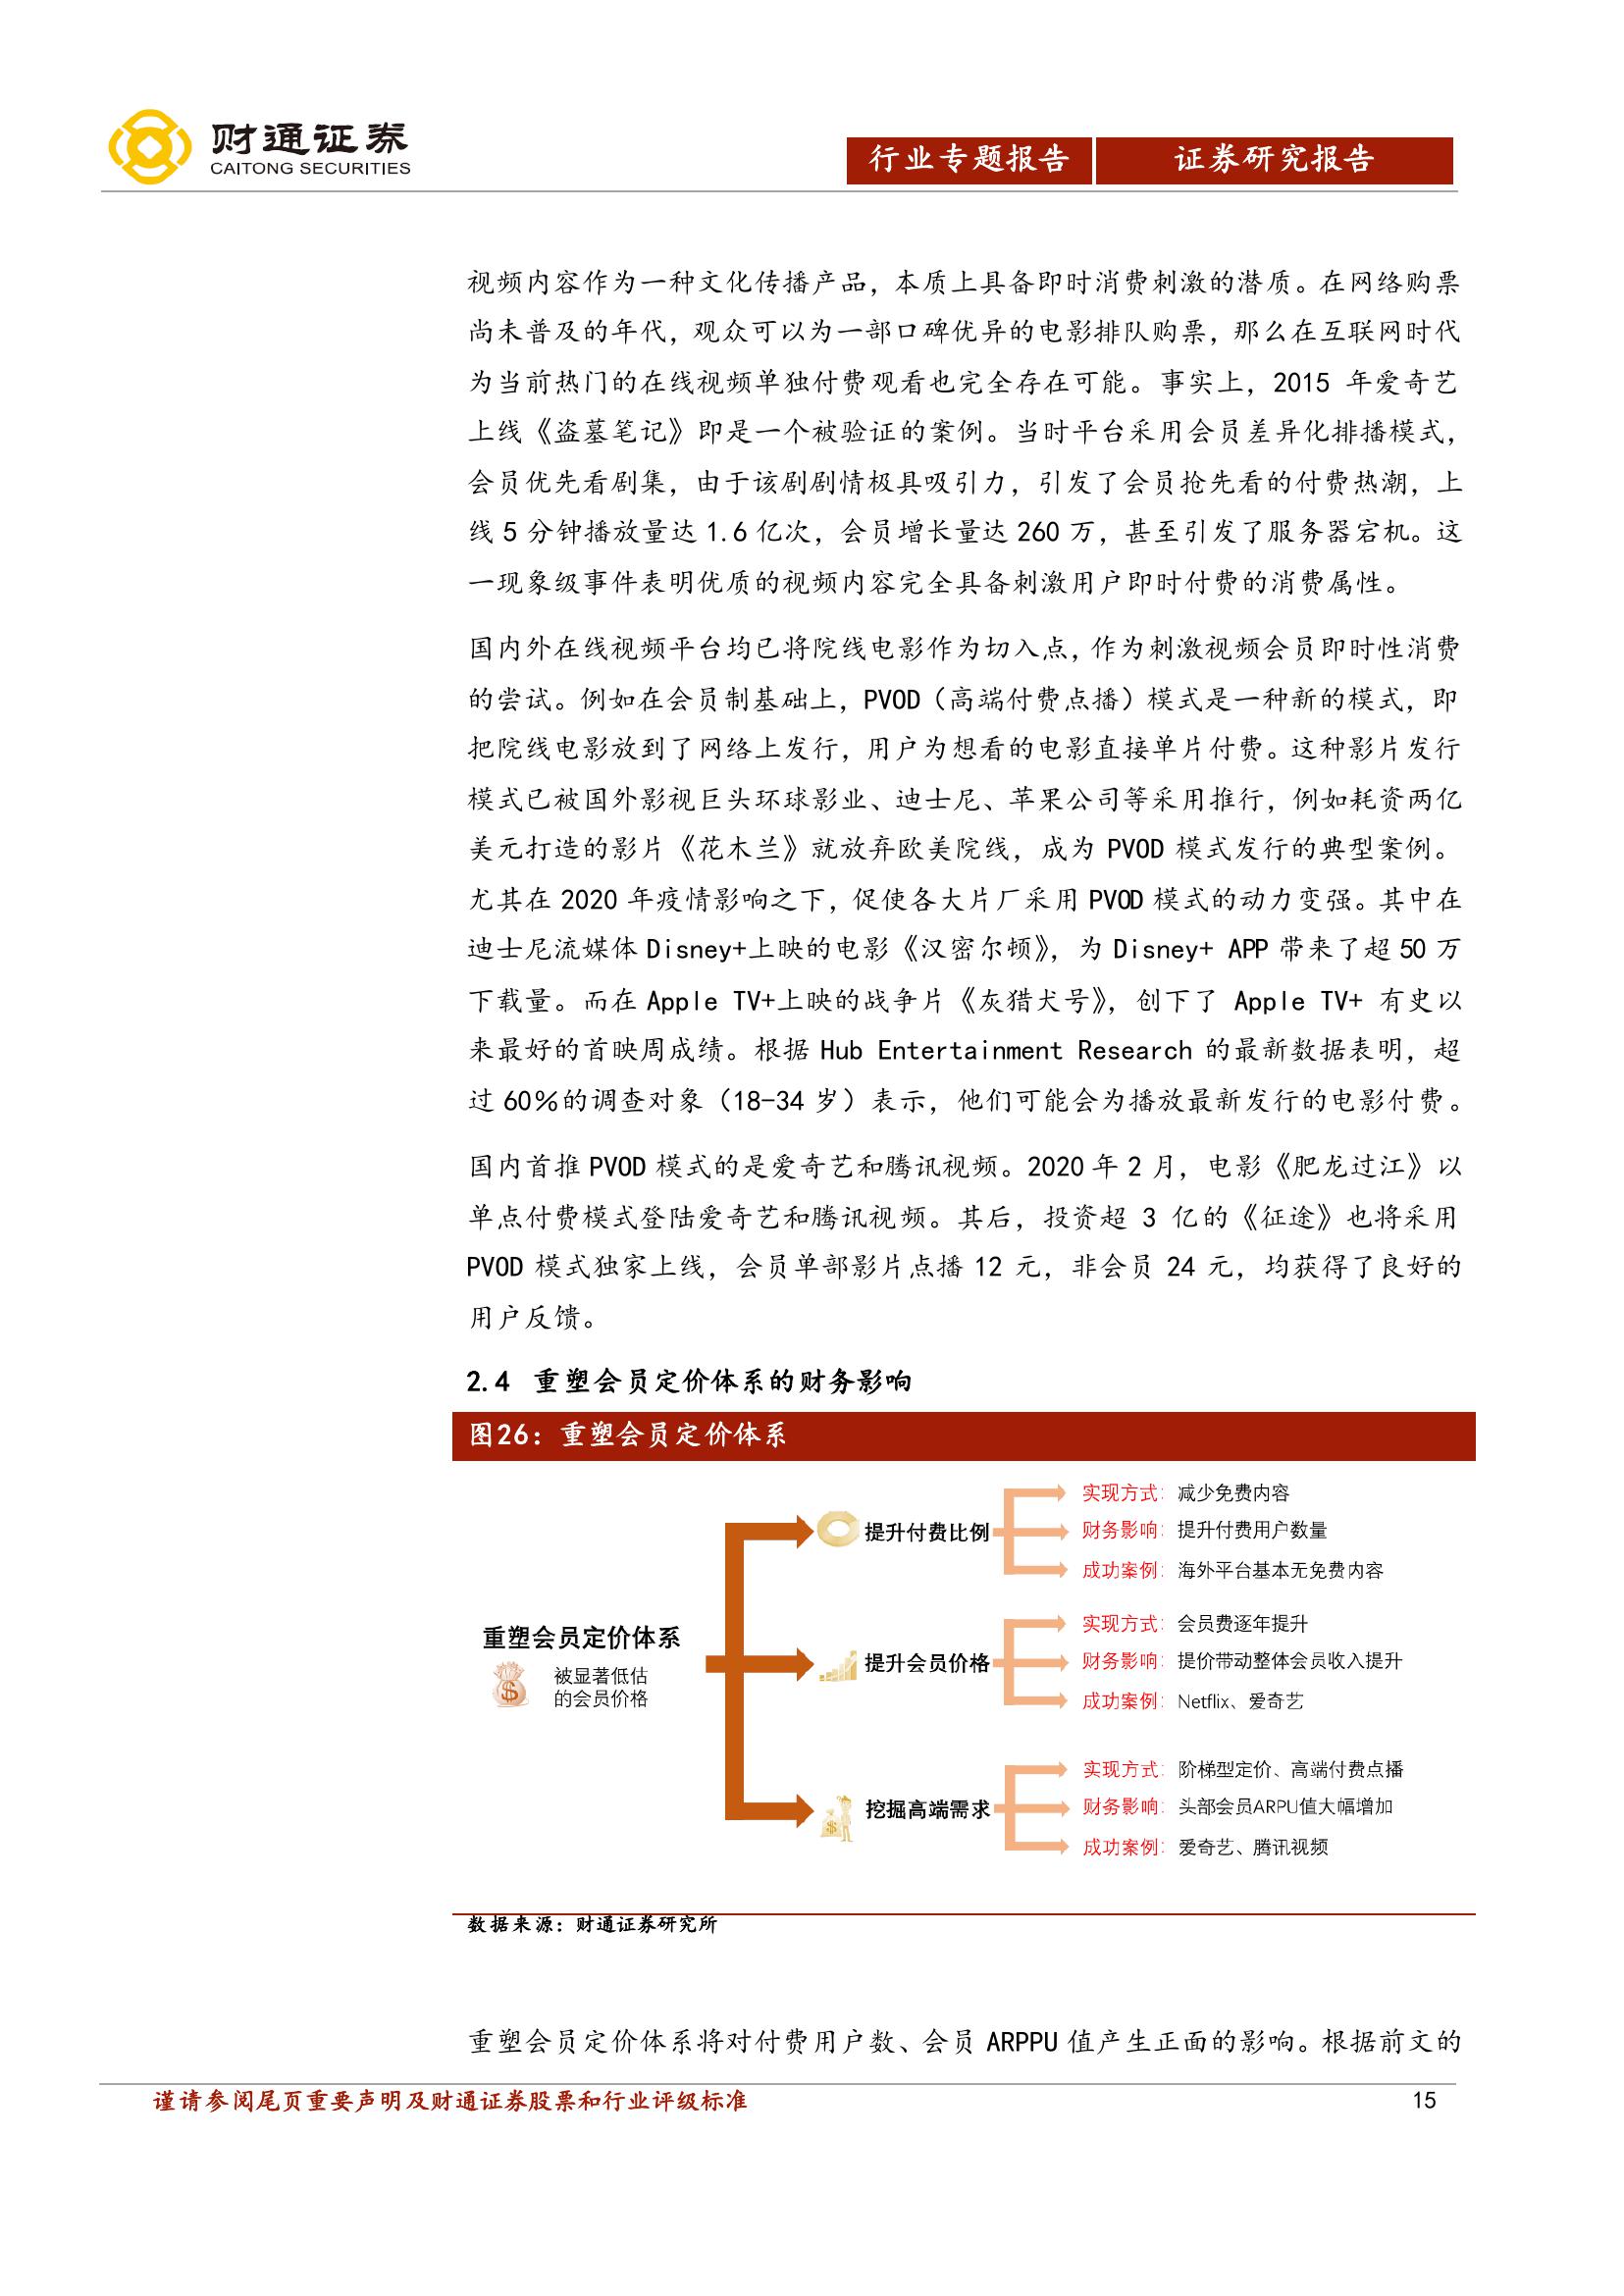 财通证券
CAITONG SECURITIES
行业专题报告 证券研究报告
视频内容作为一种文化传播产品，本质上具备即时消费刺激的潜质。在网络购票
尚未普及的年代，观众可以为一部口碑优异的电影排队购票，那么在互联网时代
为当前热门的在线视频单独付费观看也完全存在可能。事实上，2015 年爱奇艺
上线《盗墓笔记》即是一个被验证的案例。当时平台采用会员差异化排播模式，
会员优先看剧集，由于该剧剧情极具吸引力，引发了会员抢先看的付费热潮，上
线 5 分钟播放量达 1.6 亿次，会员增长量达 260 万，甚至引发了服务器宕机。这
一现象级事件表明优质的视频内容完全具备刺激用户即时付费的消费属性。
国内外在线视频平台均已将院线电影作为切入点，作为刺激视频会员即时性消费
的尝试。例如在会员制基础上，PVOD（高端付费点播）模式是一种新的模式，即
把院线电影放到了网络上发行，用户为想看的电影直接单片付费。这种影片发行
模式已被国外影视巨头环球影业、迪士尼、苹果公司等采用推行，例如耗资两亿
美元打造的影片《花木兰》就放弃欧美院线，成为 PVOD 模式发行的典型案例。
尤其在 2020 年疫情影响之下，促使各大片厂采用 PVOD 模式的动力变强。其中在
迪士尼流媒体 Disney+上映的电影《汉密尔顿》，为 Disney+ APP 带来了超 50 万
下载量。而在 Apple TV+上映的战争片《灰猎犬号》，创下了 Apple TV+ 有史以
来最好的首映周成绩。根据 Hub Entertainment Research 的最新数据表明，超
过 60%的调查对象（18-34 岁）表示，他们可能会为播放最新发行的电影付费。
国内首推 PVOD 模式的是爱奇艺和腾讯视频。2020 年 2 月，电影《肥龙过江》以
单点付费模式登陆爱奇艺和腾讯视频。其后，投资超 3 亿的《征途》也将采用
PVOD 模式独家上线，会员单部影片点播 12 元，非会员 24 元，均获得了良好的
用户反馈。
2.4 重塑会员定价体系的财务影响
图26：重塑会员定价体系
重塑会员定价体系
被显著低估
的会员价格
提升付费比例
实现方式：减少免费内容
财务影响：提升付费用户数量
成功案例：海外平台基本无免费内容
提升会员价格
实现方式：会员费逐年提升
财务影响：提价带动整体会员收入提升
成功案例：Netflix、爱奇艺
挖掘高端需求
实现方式：阶梯型定价、高端付费点播
财务影响：头部会员ARPU值大幅增加
成功案例：爱奇艺、腾讯视频
数据来源：财通证券研究所
重塑会员定价体系将对付费用户数、会员 ARPPU 值产生正面的影响。根据前文的
谨请参阅尾页重要声明及财通证券股票和行业评级标准 15